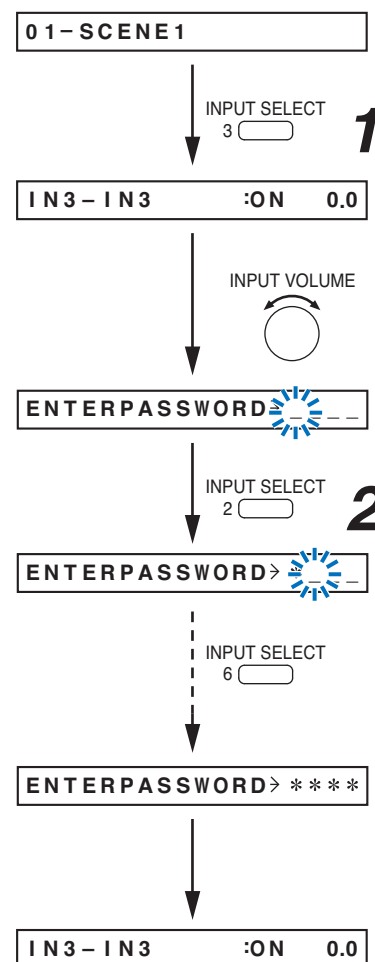 01-SCENE1
INPUT SELECT
3
1
IN3-IN3 :ON 0.0
INPUT VOLUME
ENTERPASSWORD> _ _ _ _
INPUT SELECT
2
2
ENTERPASSWORD> * _ _ _
INPUT SELECT
6
ENTERPASSWORD> ****
IN3-IN3 :ON 0.0